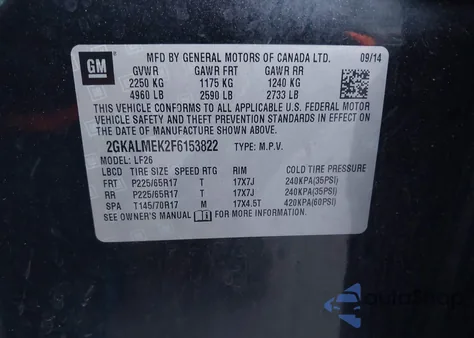 GM
MFD BY GENERAL MOTORS OF CANADA LTD. 09/14
GVWR GAWR FRT GAWR RR
2250 KG 1175 KG 1240 KG
4960 LB 2590 LB 2733 LB
THIS VEHICLE CONFORMS TO ALL APPLICABLE U.S. FEDERAL MOTOR
VEHICLE SAFETY AND THEFT PREVENTION STANDARDS IN EFFECT ON
THE DATE OF MANUFACTURE SHOWN ABOVE.
2GKALMEK2F6153822 TYPE: M.P.V.
MODEL: LF26
LBCD TIRE SIZE SPEED RTG RIM COLD TIRE PRESSURE
FRT P225/65R17 T 17X7J 240KPA(35PSI)
RR P225/65R17 T 17X7J 240KPA(35PSI)
SPA T145/70R17 M 17X4.5T 420KPA(60PSI)
SEE OWNER'S MANUAL FOR MORE INFORMATION.